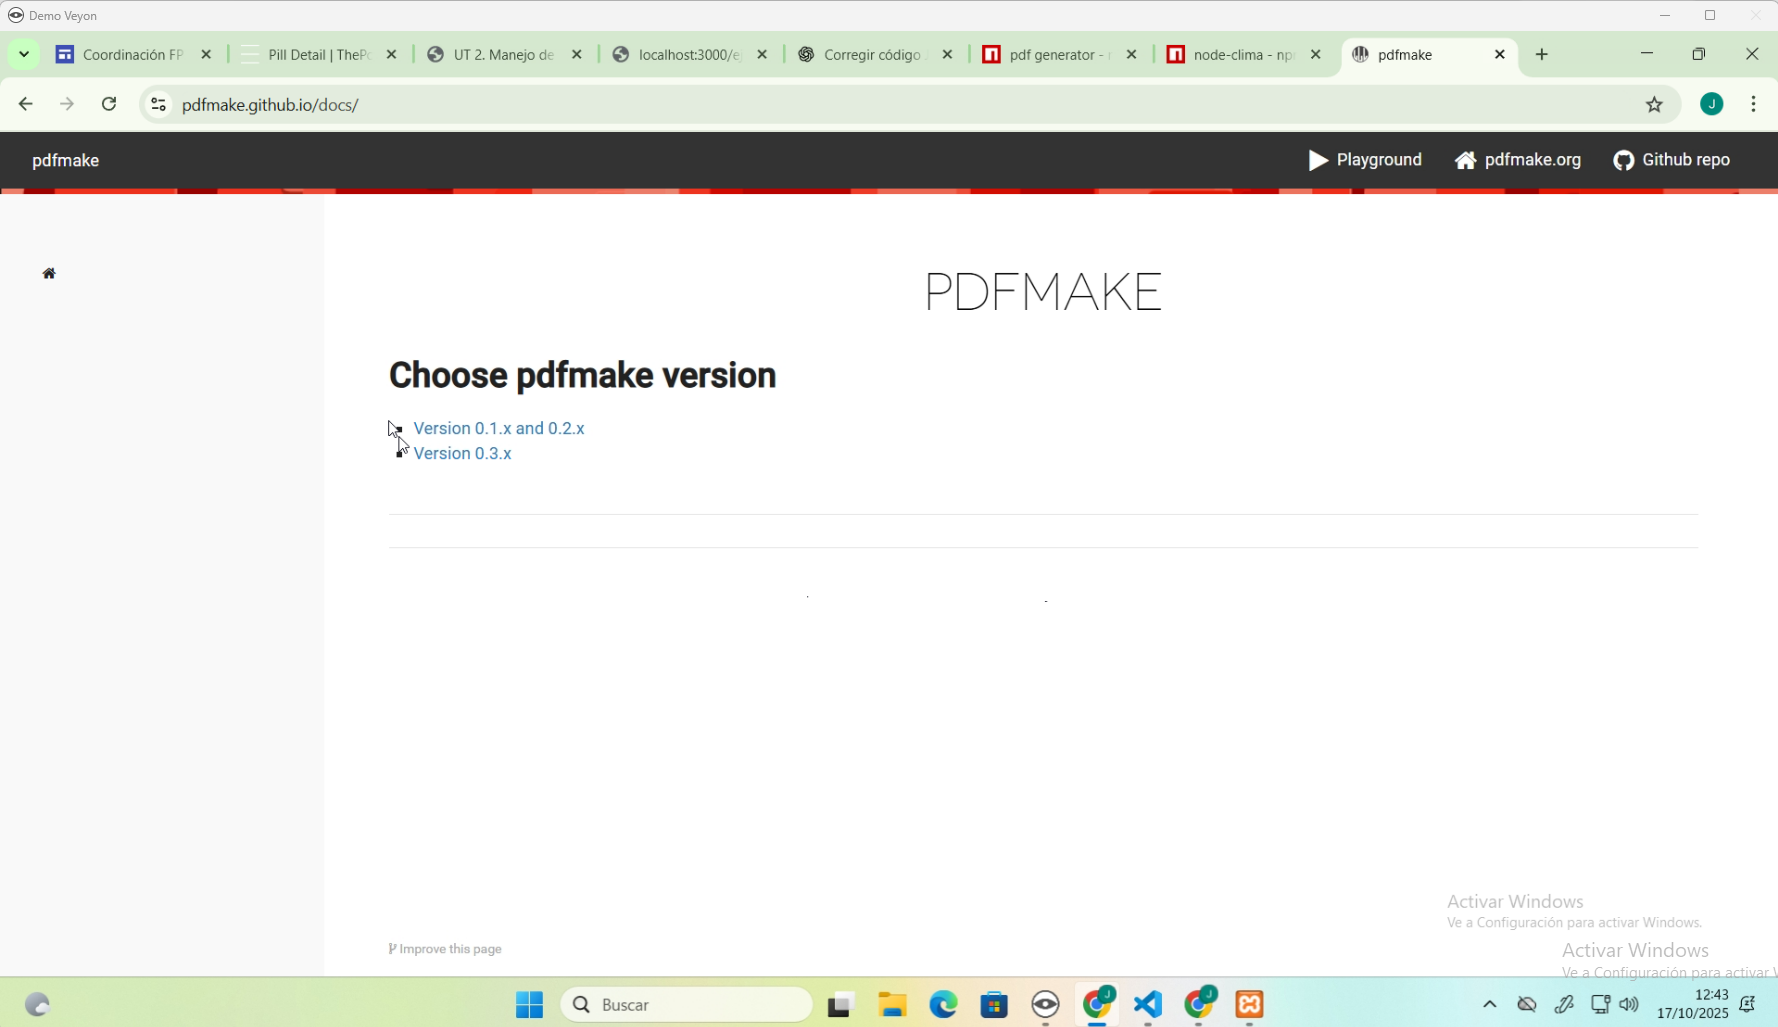 Demo Veyon
Coordinación FP
Pill Detail | ThePo
UT 2. Manejo de
localhost:3000/e
Corregir código
pdf generator -
node-clima - np
pdfmake
pdfmake.github.io/docs/
J
pdfmake
Playground
pdfmake.org
Github repo
PDFMAKE
Choose pdfmake version
Version 0.1.x and 0.2.x
Version 0.3.x
Activar Windows
Ve a Configuración para activar Windows.
Improve this page
Activar Windows
Ve a Configuración para activar
Buscar
12:43
17/10/2025